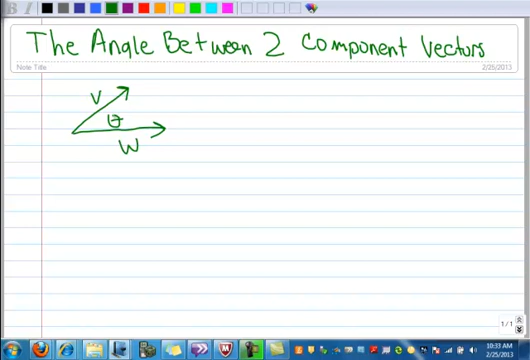 B I
The Angle Between 2 Component Vectors
Note Title
2/25/2013
V
θ
W
1/1
10:33 AM
2/25/2013